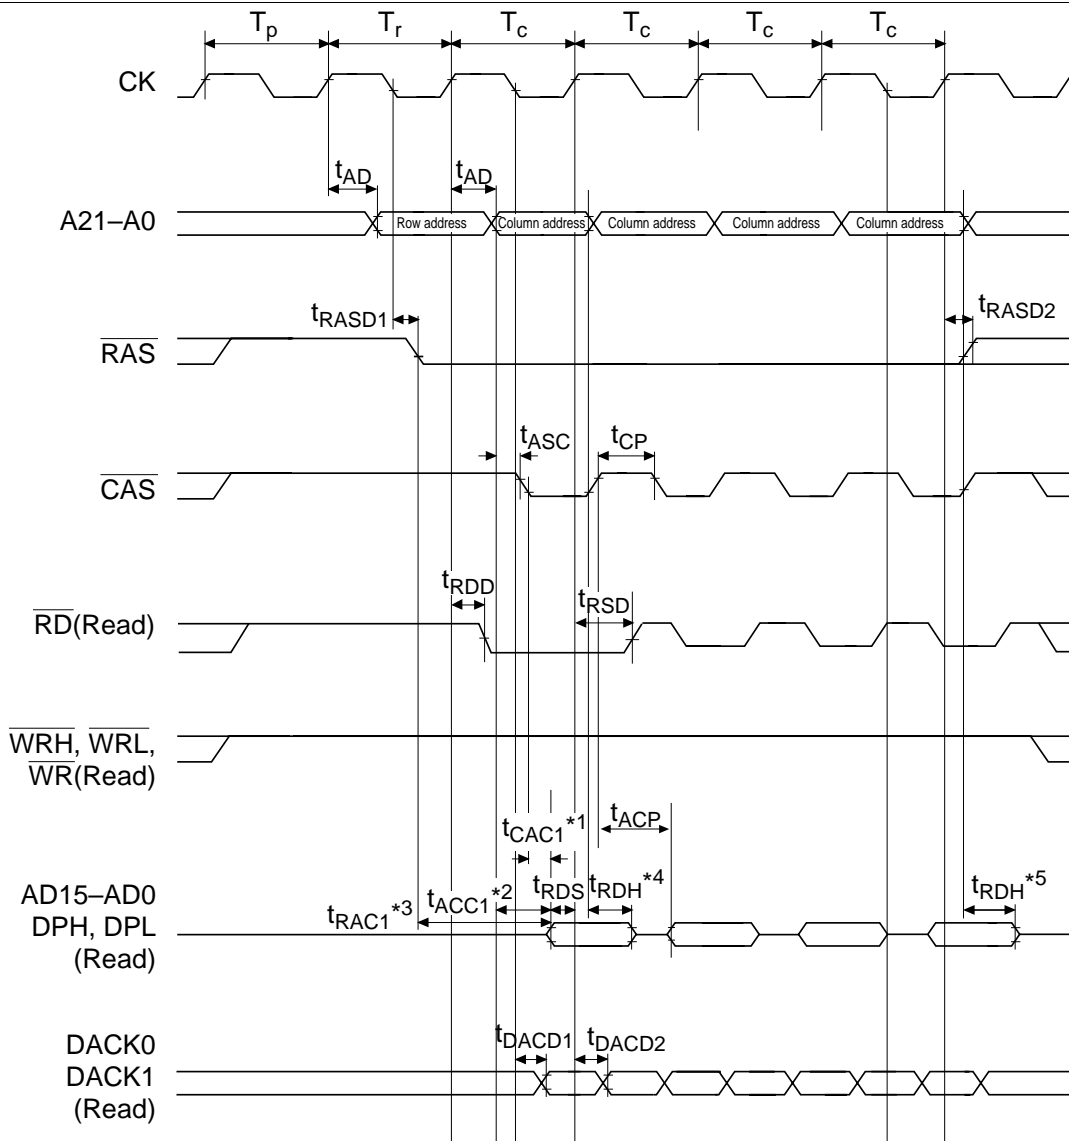 Tp Tr Tc Tc Tc Tc
CK
tAD tAD
A21–A0 Row address Column address Column address Column address Column address
tRASD1 tRASD2
RAS
tASC tCP
CAS
tRDD tRSD
RD(Read)
WRH, WRL,
WR(Read)
tCAC1*1 tACP
AD15–AD0
DPH, DPL
(Read)
tRAC1*3 tACC1*2 tRDS tRDH*4 tRDH*5
DACK0
DACK1
(Read)
tDACD1 tDACD2